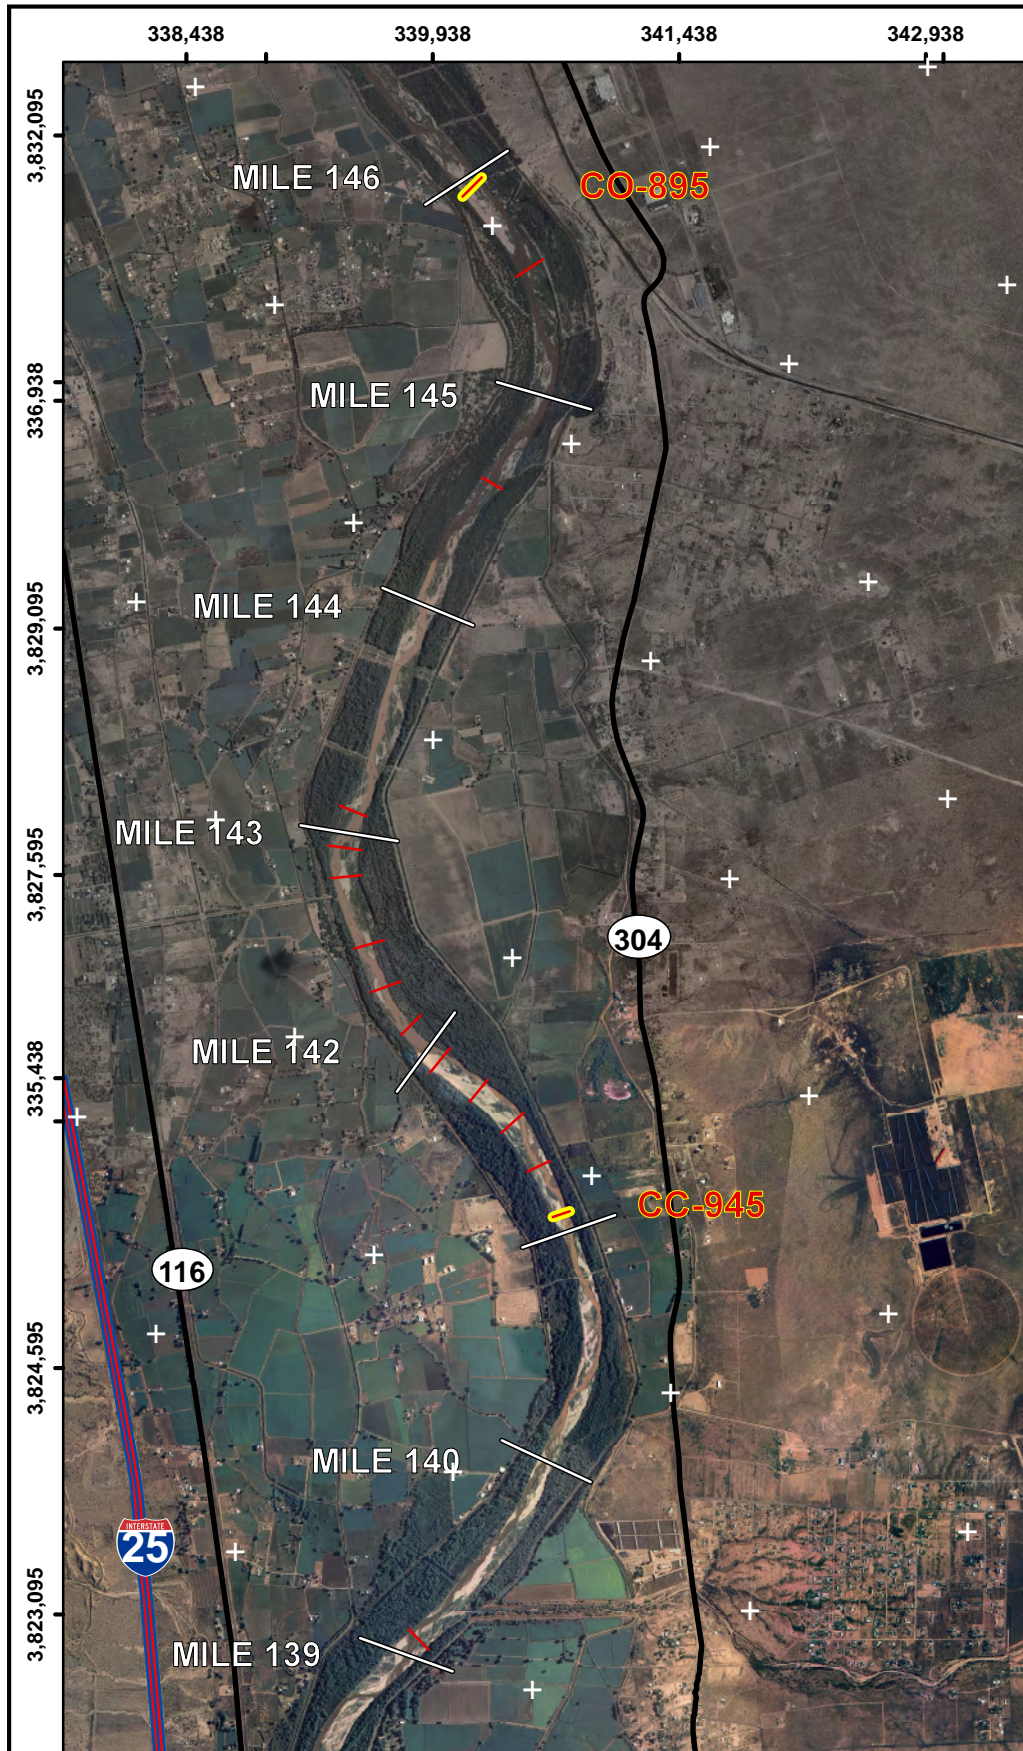 338,438
339,938
341,438
342,938
3,832,095
336,938
3,829,095
3,827,595
335,438
3,824,595
3,823,095
MILE 146
CO-895
MILE 145
MILE 144
MILE 143
304
MILE 142
CC-945
116
MILE 140
INTERSTATE
25
MILE 139